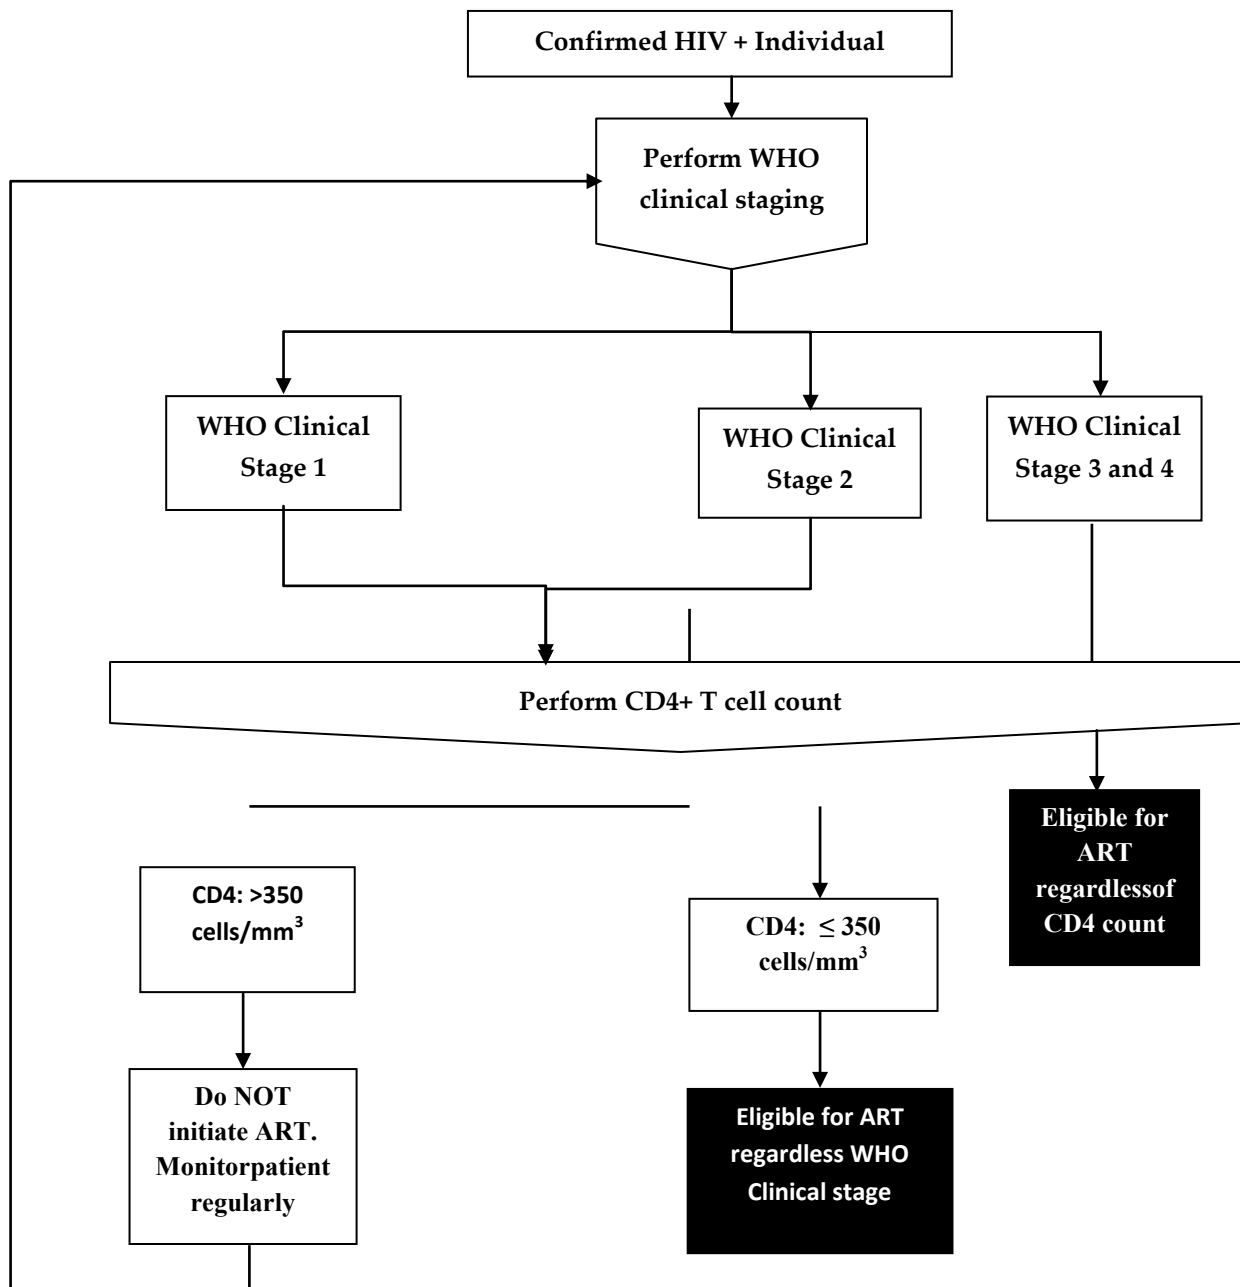 Confirmed HIV + Individual
Perform WHO
clinical staging
WHO Clinical
Stage 1
WHO Clinical
Stage 2
WHO Clinical
Stage 3 and 4
Perform CD4+ T cell count
CD4: >350
cells/mm³
Do NOT
initiate ART.
Monitorpatient
regularly
CD4: ≤ 350
cells/mm³
Eligible for ART
regardless WHO
Clinical stage
Eligible for
ART
regardlessof
CD4 count